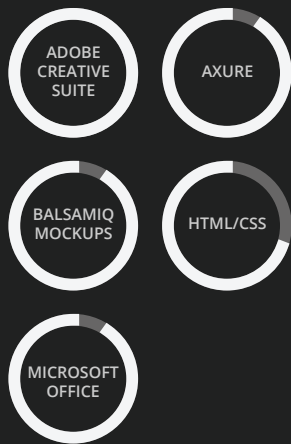 ADOBE
CREATIVE
SUITE
AXURE
BALSAMIQ
MOCKUPS
HTML/CSS
MICROSOFT
OFFICE